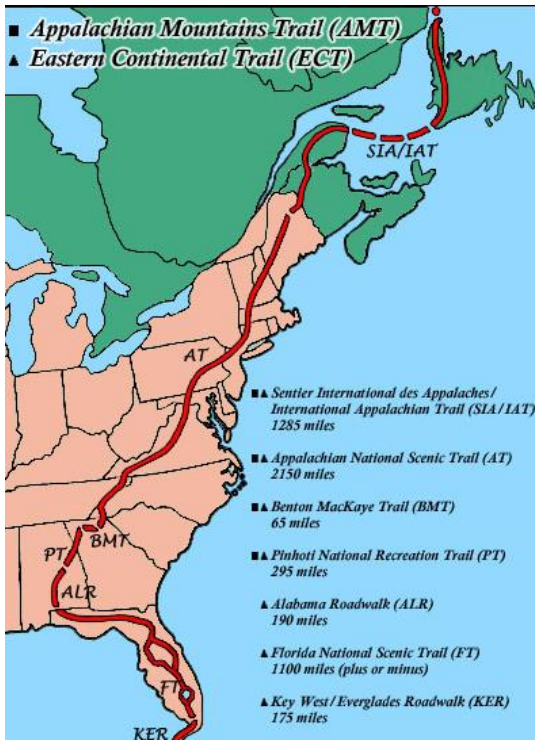 Appalachian Mountains Trail (AMT)
Eastern Continental Trail (ECT)
SIA/IAT
AT
Sentier International des Appalaches/
International Appalachian Trail (SIA/IAT)
1285 miles
Appalachian National Scenic Trail (AT)
2150 miles
Benton MacKaye Trail (BMT)
65 miles
BMT
PT
Pinhoti National Recreation Trail (PT)
295 miles
ALR
Alabama Roadwalk (ALR)
190 miles
Florida National Scenic Trail (FT)
1100 miles (plus or minus)
FT
Key West/Everglades Roadwalk (KER)
175 miles
KER